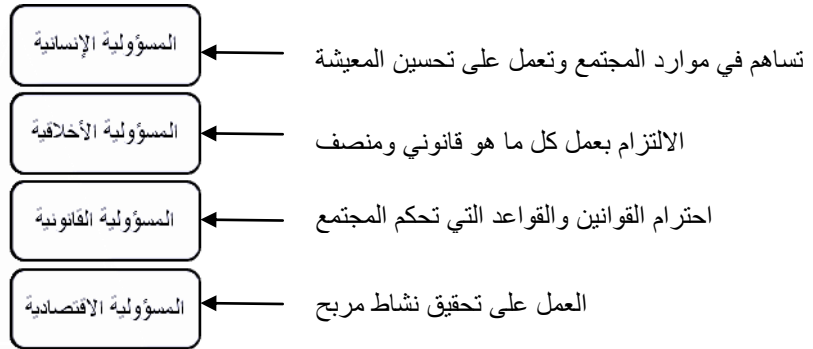 المسؤولية الإنسانية
تساهم في موارد المجتمع وتعمل على تحسين المعيشة
المسؤولية الأخلاقية
الالتزام بعمل كل ما هو قانوني ومنصف
المسؤولية القانونية
احترام القوانين والقواعد التي تحكم المجتمع
المسؤولية الاقتصادية
العمل على تحقيق نشاط مربح